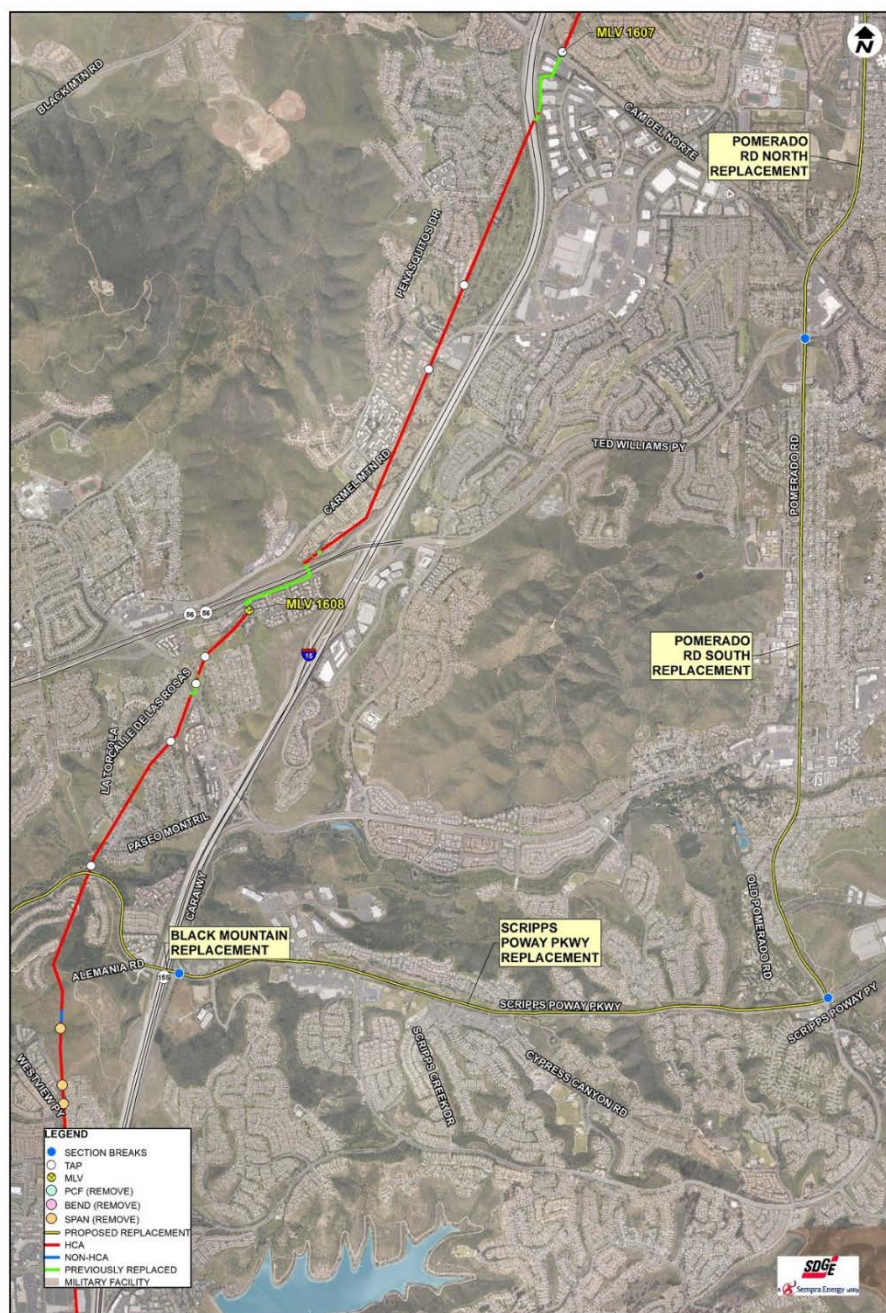 MLV 1607
N
BLACK MTN RD
CAM DEL NORTE
POMERADO
RD NORTH
REPLACEMENT
PENASQUITOS DR
TED WILLIAMS PY
CARMEL MTN RD
POMERADO RD
56 56
MLV 1608
15
POMERADO
RD SOUTH
REPLACEMENT
CALLE DE LAS ROSAS
LA TORTOLA
PASEO MONTRIL
CARA WY
OLD POMERADO RD
BLACK MOUNTAIN
REPLACEMENT
SCRIPPS
POWAY PKWY
REPLACEMENT
ALEMANIA RD
SCRIPPS POWAY PKWY
SCRIPPS POWAY PY
SCRIPPS CREEK DR
CYPRESS CANYON RD
WESTVIEW PY
LEGEND
SECTION BREAKS
TAP
MLV
PCF (REMOVE)
BEND (REMOVE)
SPAN (REMOVE)
PROPOSED REPLACEMENT
HCA
NON-HCA
PREVIOUSLY REPLACED
MILITARY FACILITY
SDGE
A Sempra Energy utility